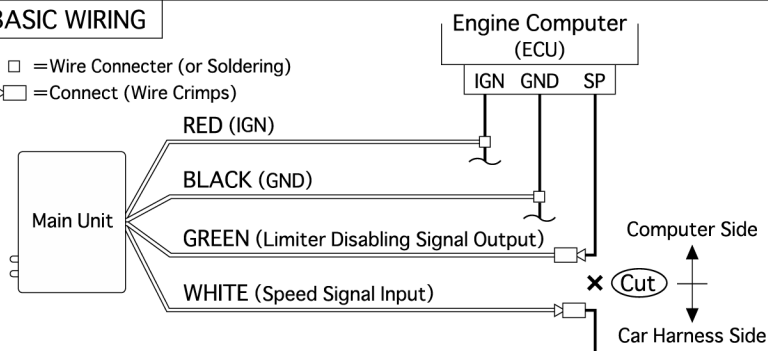 BASIC WIRING
=Wire Connecter (or Soldering)
=Connect (Wire Crimps)
Engine Computer
(ECU)
IGN GND SP
RED (IGN)
BLACK (GND)
Main Unit
GREEN (Limiter Disabling Signal Output)
Computer Side
Cut
WHITE (Speed Signal Input)
Car Harness Side